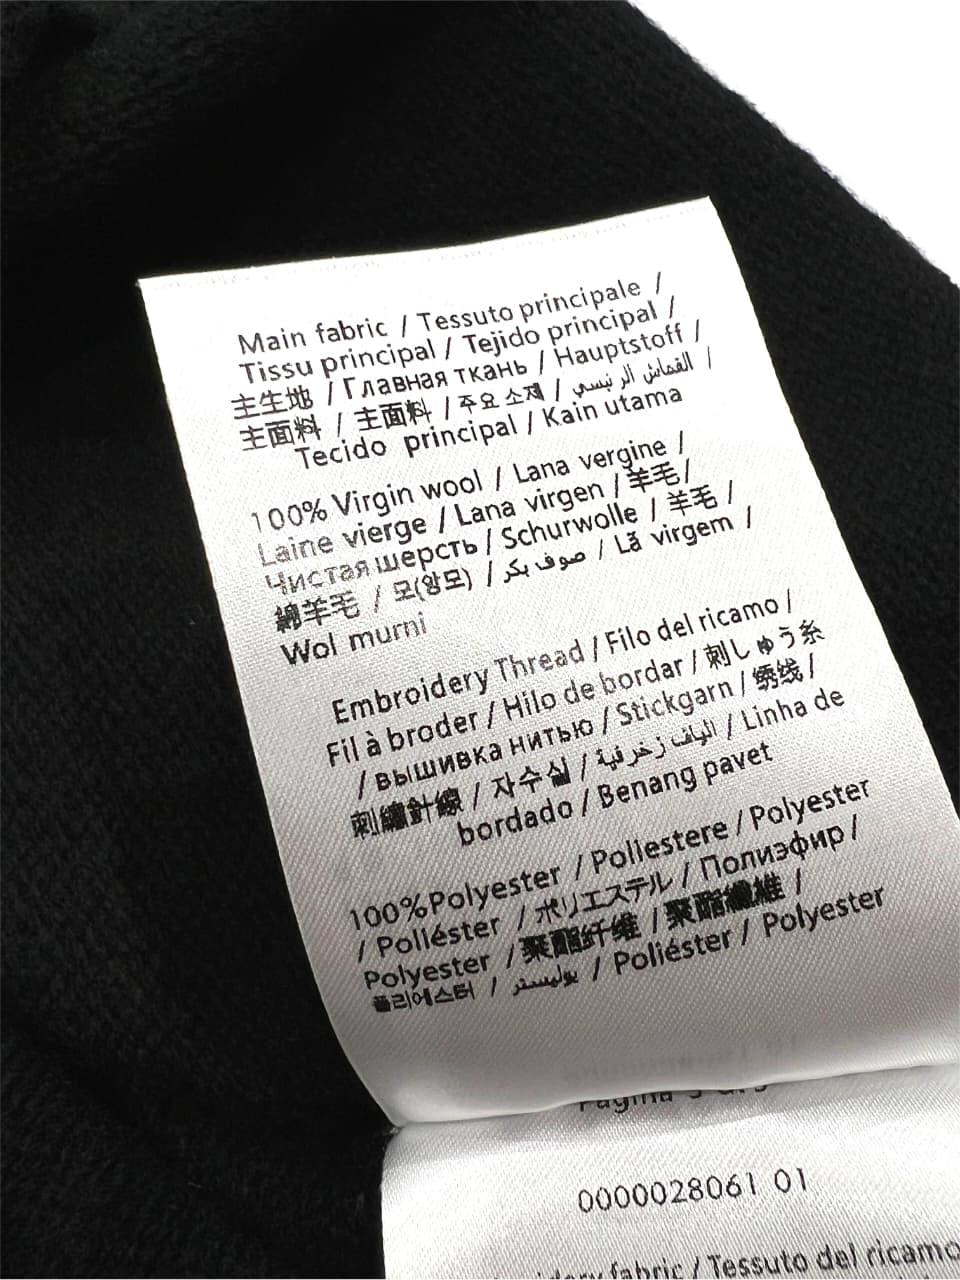 Main fabric / Tessuto principale /
Tissu principal / Tejido principal /
主生地 / Главная ткань / Hauptstoff /
主面料 / 主面料 / 주요 소재 / القماش الرئيسي /
Tecido principal / Kain utama
100% Virgin wool / Lana vergine /
Laine vierge / Lana virgen / 羊毛/
Чистая шерсть / Schurwolle / 羊毛 /
綿羊毛 / 모(양모) / صوف بكر / Lã virgem /
Wol murni
Embroidery Thread / Filo del ricamo /
Fil à broder / Hilo de bordar / 刺しゅう糸
/ вышивка нитью / Stickgarn / 绣线 /
刺繡針線 / 자수실 / الياف زخرفية / Linha de
bordado / Benang pavet
100%Polyester / Pollestere / Polyester
/ Polléster / ポリエステル / Полиэфир /
Polyester / 聚酯纤维 / 聚酯纖維 /
폴리에스터 / بوليستر / Poliéster / Polyester
0000028061 01
fabric / Tessuto del ricamo